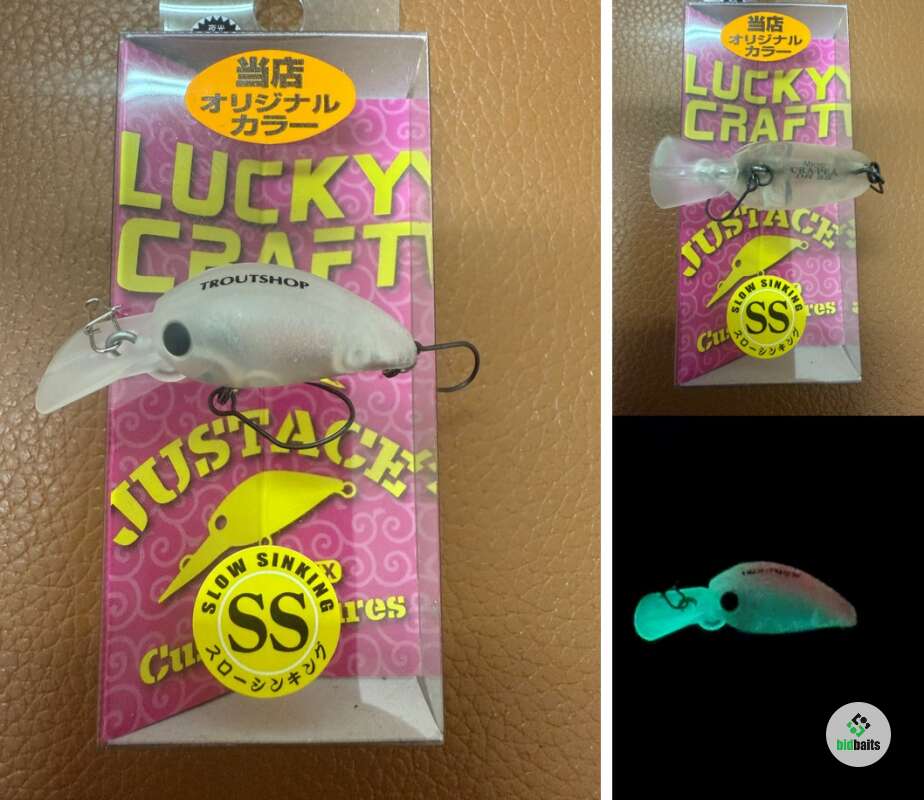 当店
オリジナル
カラー
LUCKY
CRAFT
TROUTSHOP
JUSTACE
SLOW SINKING
SS
スローシンキング
Cu
res
当店
オリジナル
カラー
LUCKY
CRAFT
CRAPEA
JUSTACE
SLOW SINKING
SS
スローシンキング
Cu
res
bidbaits